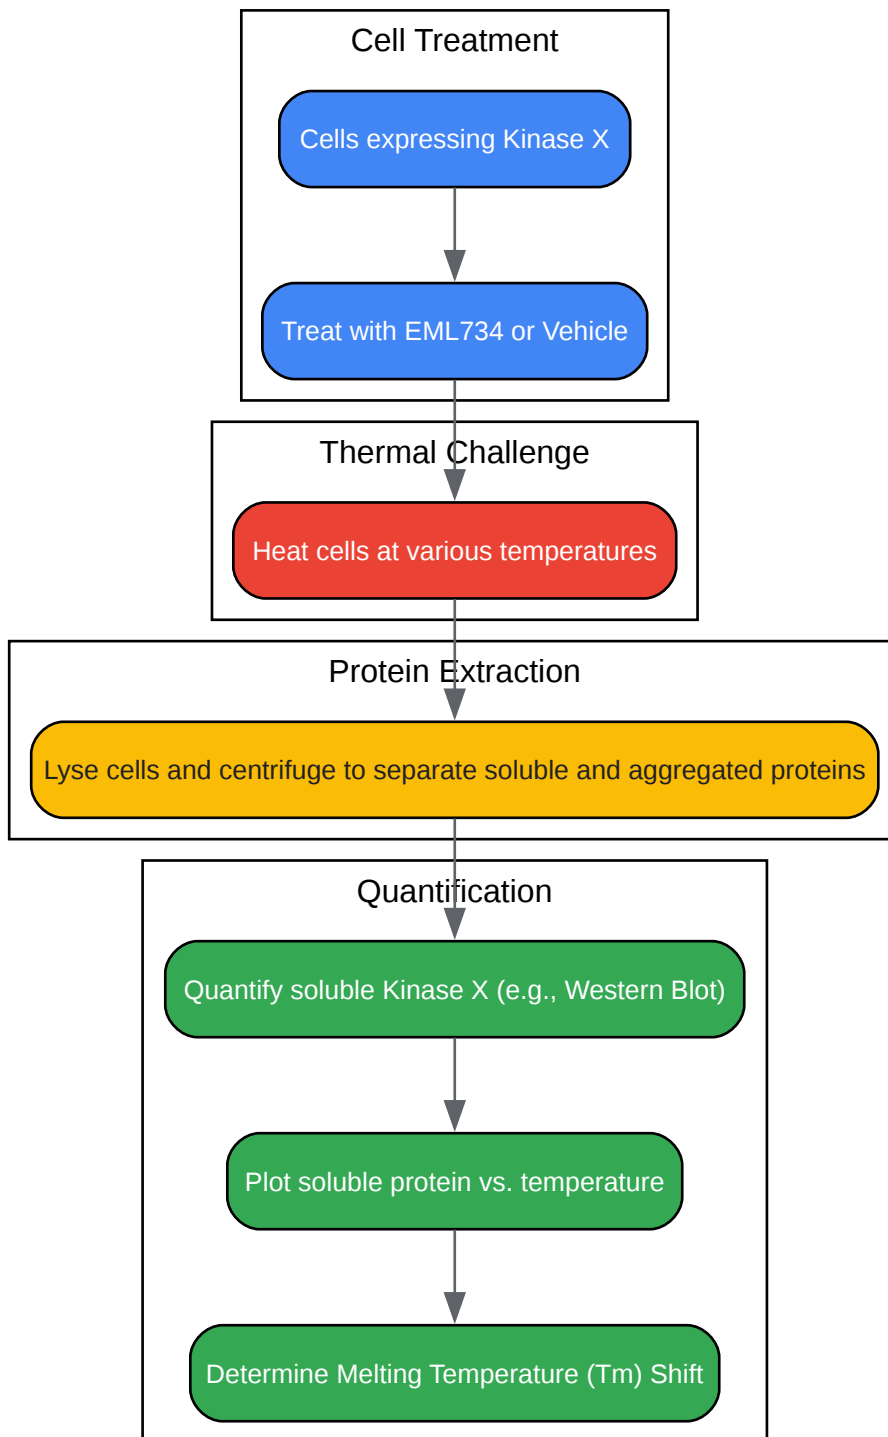 Cell Treatment
Cells expressing Kinase X
Treat with EML734 or Vehicle
Thermal Challenge
Heat cells at various temperatures
Protein Extraction
Lyse cells and centrifuge to separate soluble and aggregated proteins
Quantification
Quantify soluble Kinase X (e.g., Western Blot)
Plot soluble protein vs. temperature
Determine Melting Temperature (Tm) Shift